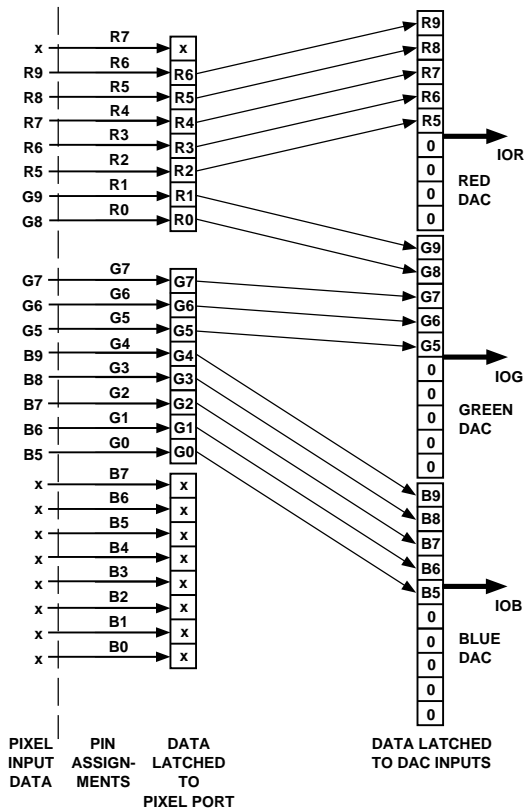 x
R9
R8
R7
R6
R5
G9
G8
G7
G6
G5
B9
B8
B7
B6
B5
x
x
x
x
x
x
x
x
PIXEL
INPUT
DATA
R7
R6
R5
R4
R3
R2
R1
R0
G7
G6
G5
G4
G3
G2
G1
G0
B7
B6
B5
B4
B3
B2
B1
B0
PIN
ASSIGN-
MENTS
x
R6
R5
R4
R3
R2
R1
R0
G7
G6
G5
G4
G3
G2
G1
G0
x
x
x
x
x
x
x
x
DATA
LATCHED
TO
PIXEL PORT
R9
R8
R7
R6
R5
0
0
0
0
IOR
RED
DAC
G9
G8
G7
G6
G5
0
0
0
0
0
IOG
GREEN
DAC
B9
B8
B7
B6
B5
0
0
0
0
0
IOB
BLUE
DAC
DATA LATCHED
TO DAC INPUTS